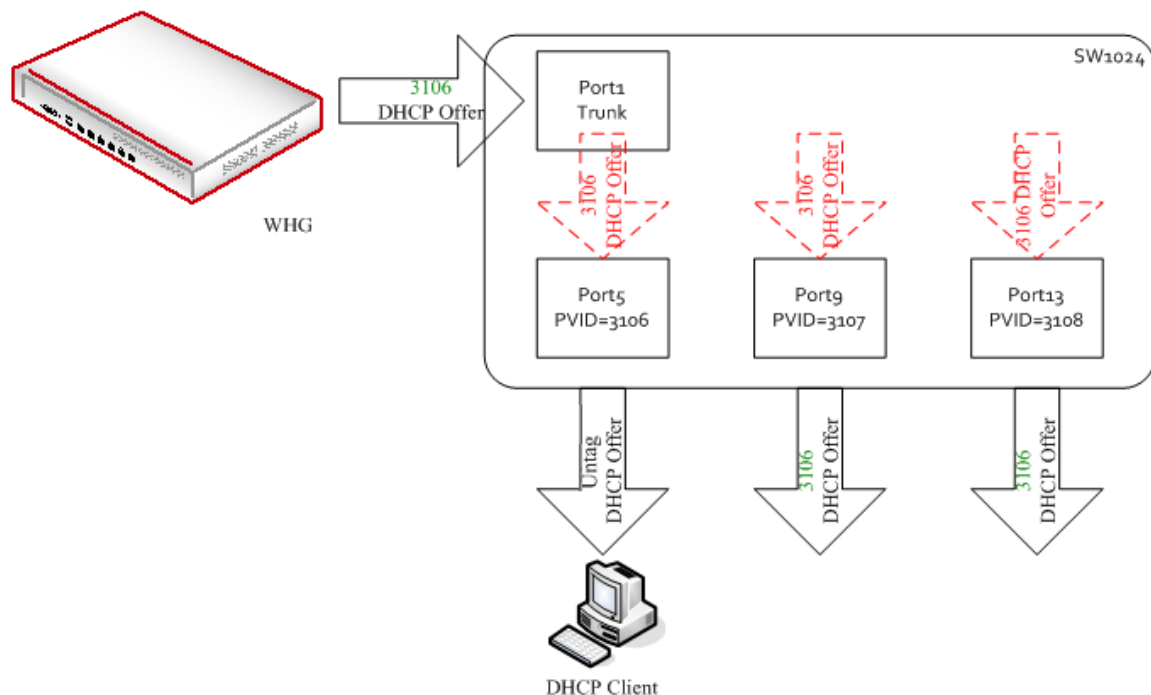 SW1024
Port1
Trunk
3106
DHCP Offer
WHG
3106
DHCP Offer
3106
DHCP Offer
3106 DHCP
Offer
Port5
PVID=3106
Port9
PVID=3107
Port13
PVID=3108
Untag
DHCP Offer
3106
DHCP Offer
3106
DHCP Offer
DHCP Client